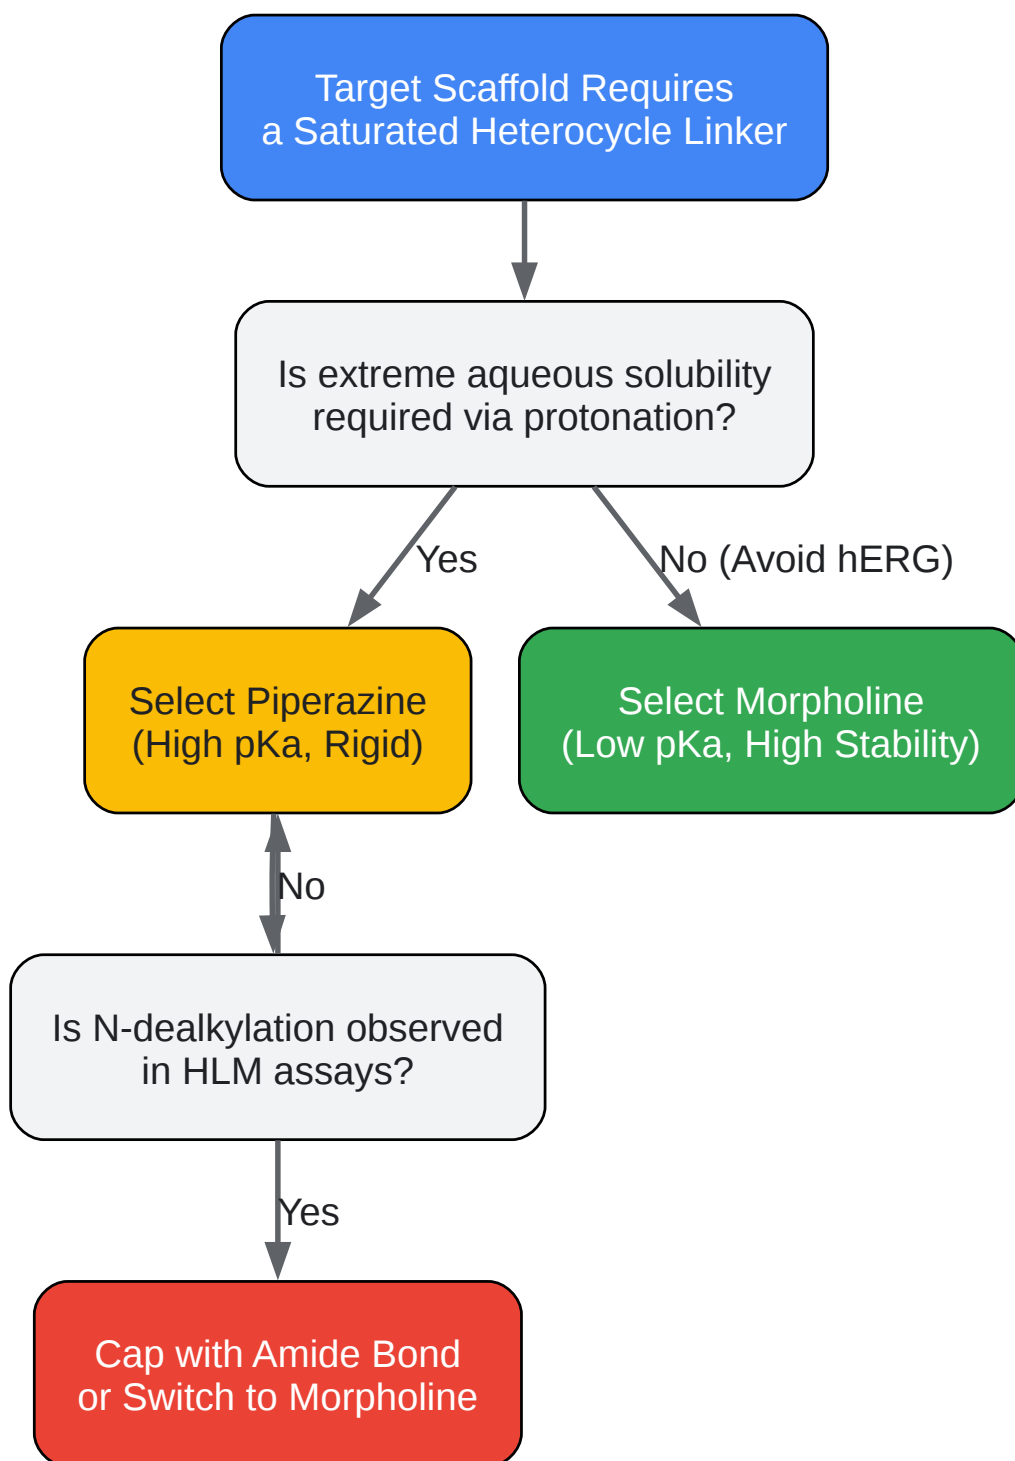 Target Scaffold Requires
a Saturated Heterocycle Linker
Is extreme aqueous solubility
required via protonation?
Yes
No (Avoid hERG)
Select Piperazine
(High pKa, Rigid)
Select Morpholine
(Low pKa, High Stability)
No
Is N-dealkylation observed
in HLM assays?
Yes
Cap with Amide Bond
or Switch to Morpholine